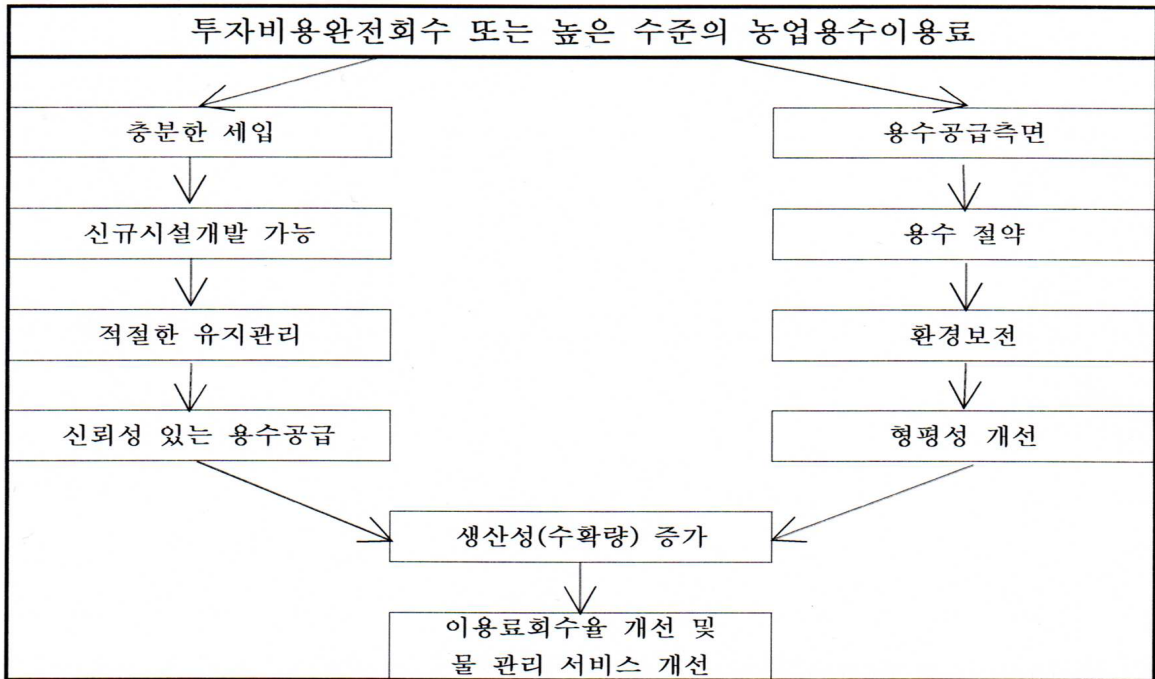 투자비용완전회수 또는 높은 수준의 농업용수이용료
충분한 세입
용수공급측면
신규시설개발 가능
용수 절약
적절한 유지관리
환경보전
신뢰성 있는 용수공급
형평성 개선
생산성(수확량) 증가
이용료회수율 개선 및
물 관리 서비스 개선